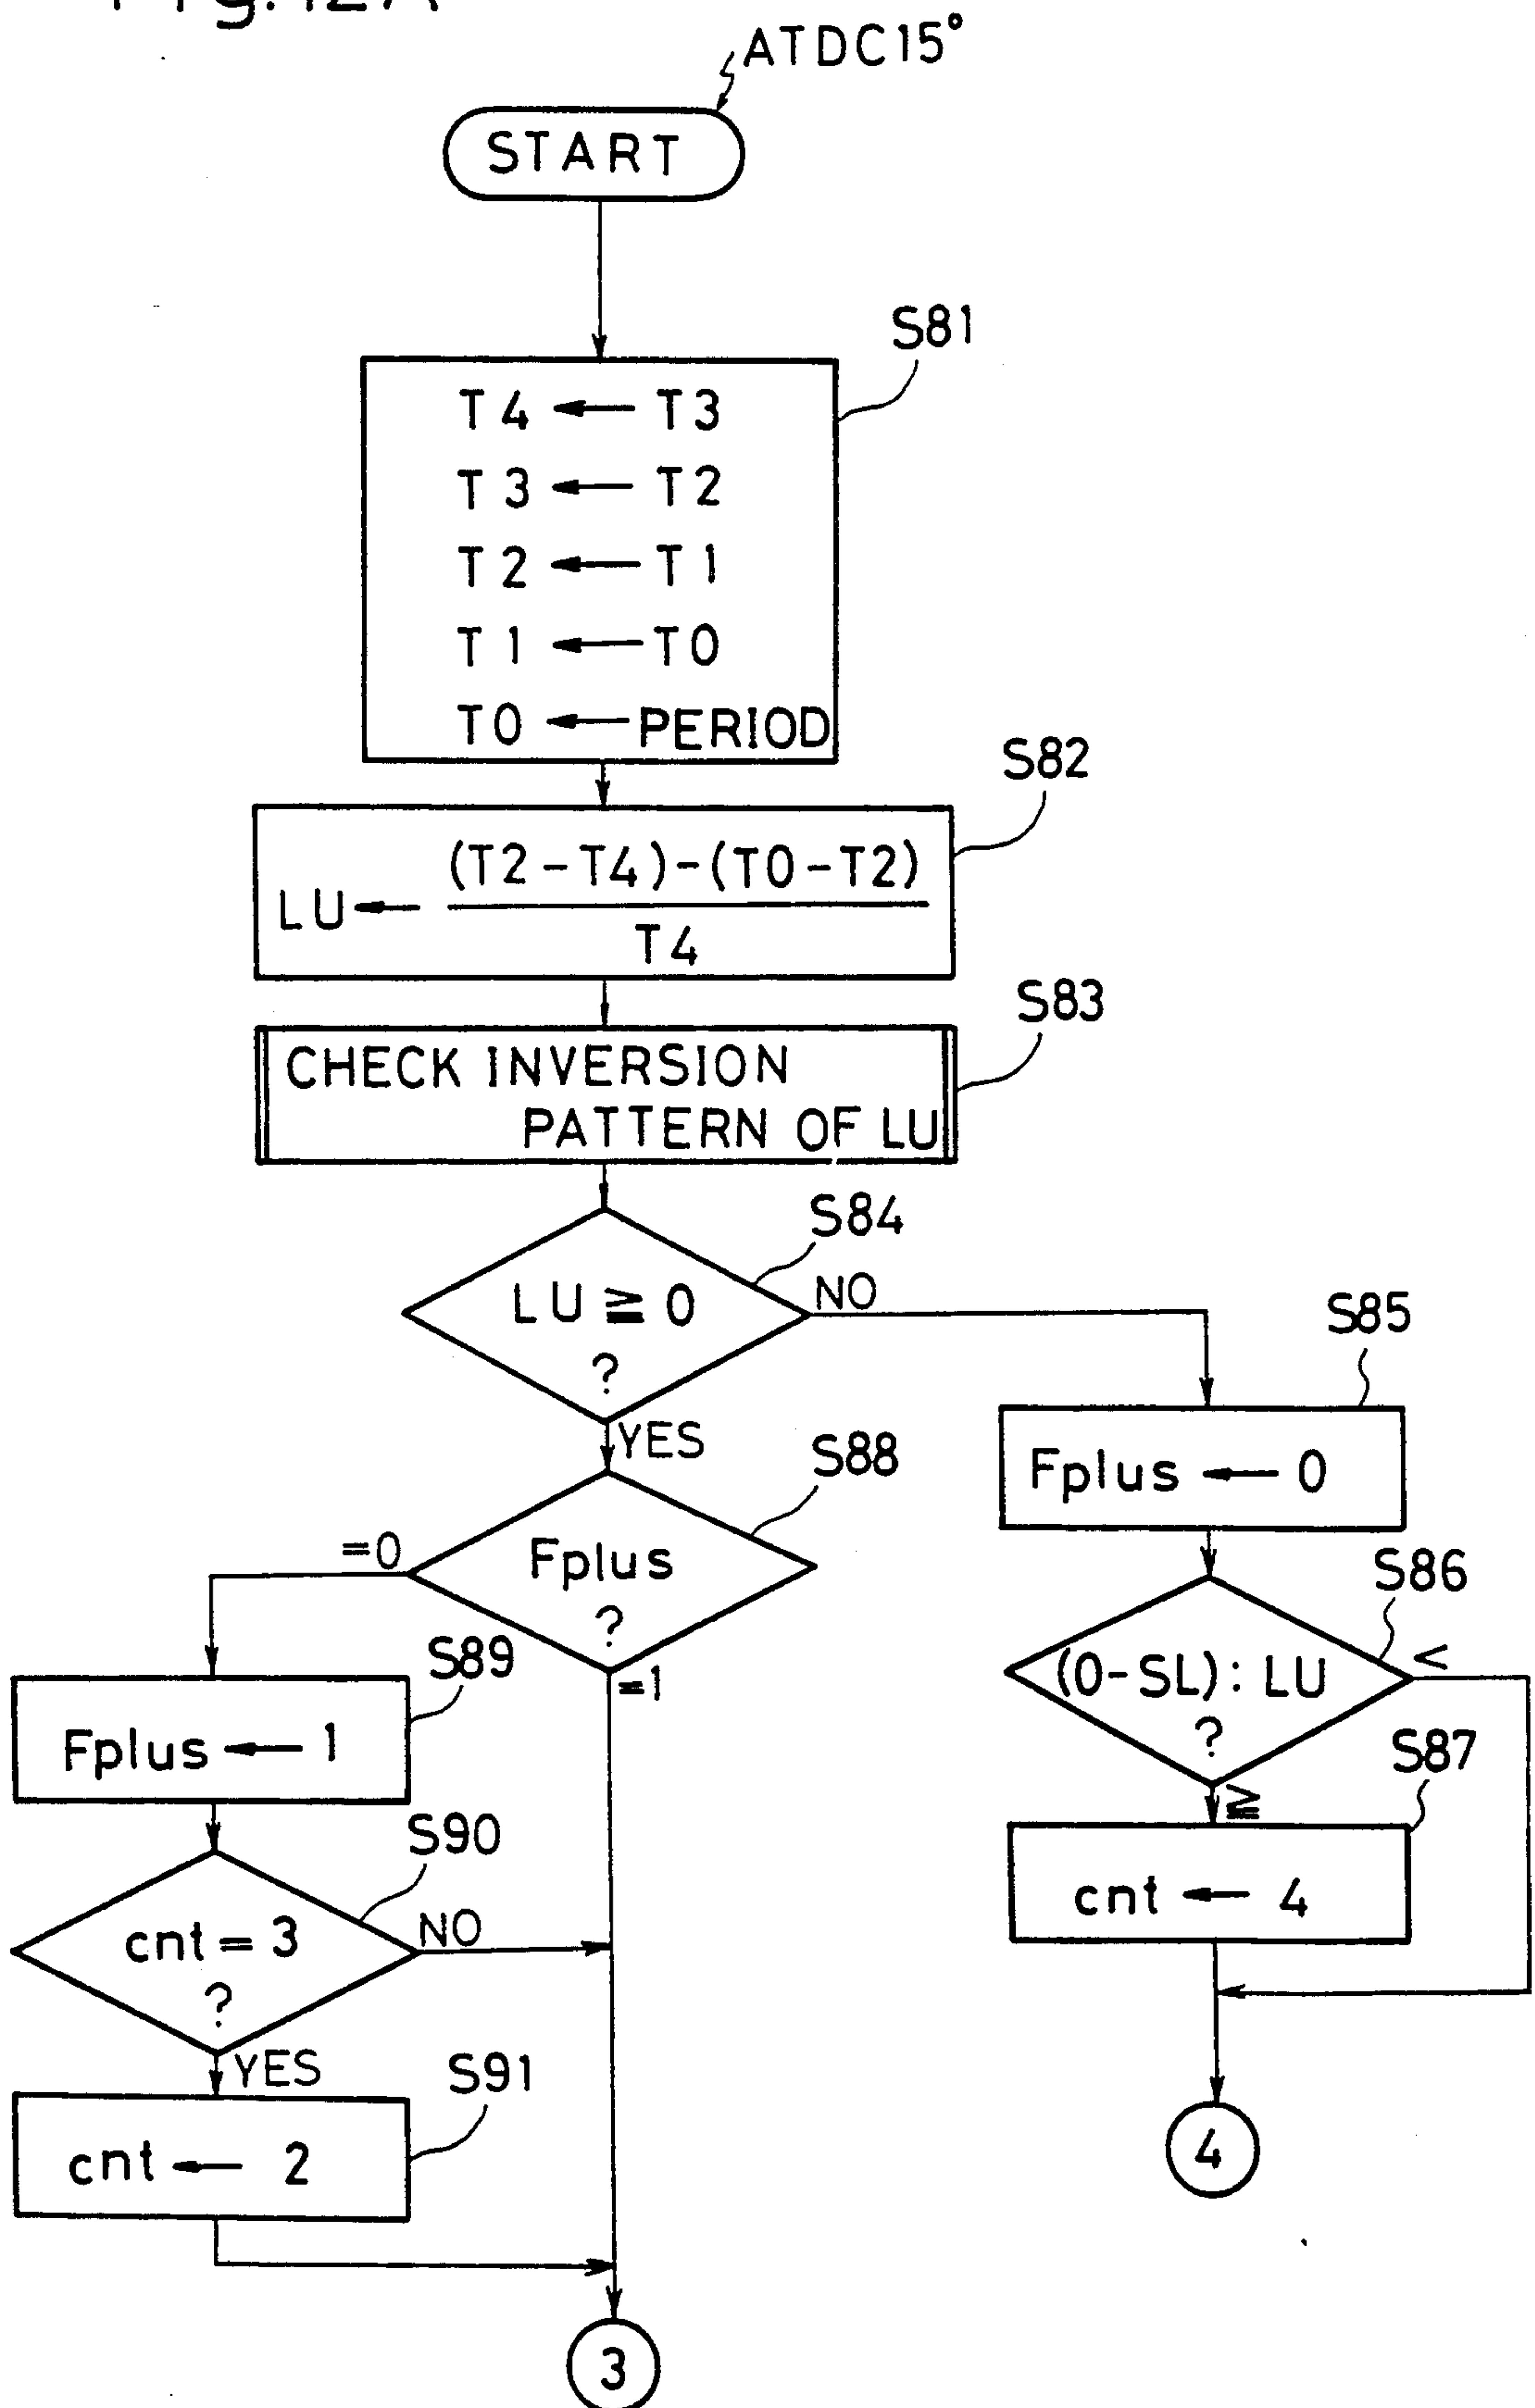 Fig. 12A
ATDC15°
START
S81
T4 ← T3
T3 ← T2
T2 ← T1
T1 ← T0
T0 ← PERIOD
S82
LU ← (T2-T4)-(T0-T2)
T4
S83
CHECK INVERSION
PATTERN OF LU
S84
LU ≧ 0
?
NO
YES
S85
Fplus ← 0
S88
Fplus
?
=0
=1
S86
(0-SL): LU
?
<
≧
S89
Fplus ← 1
S87
cnt ← 4
S90
cnt = 3
?
NO
YES
S91
cnt ← 2
4
3